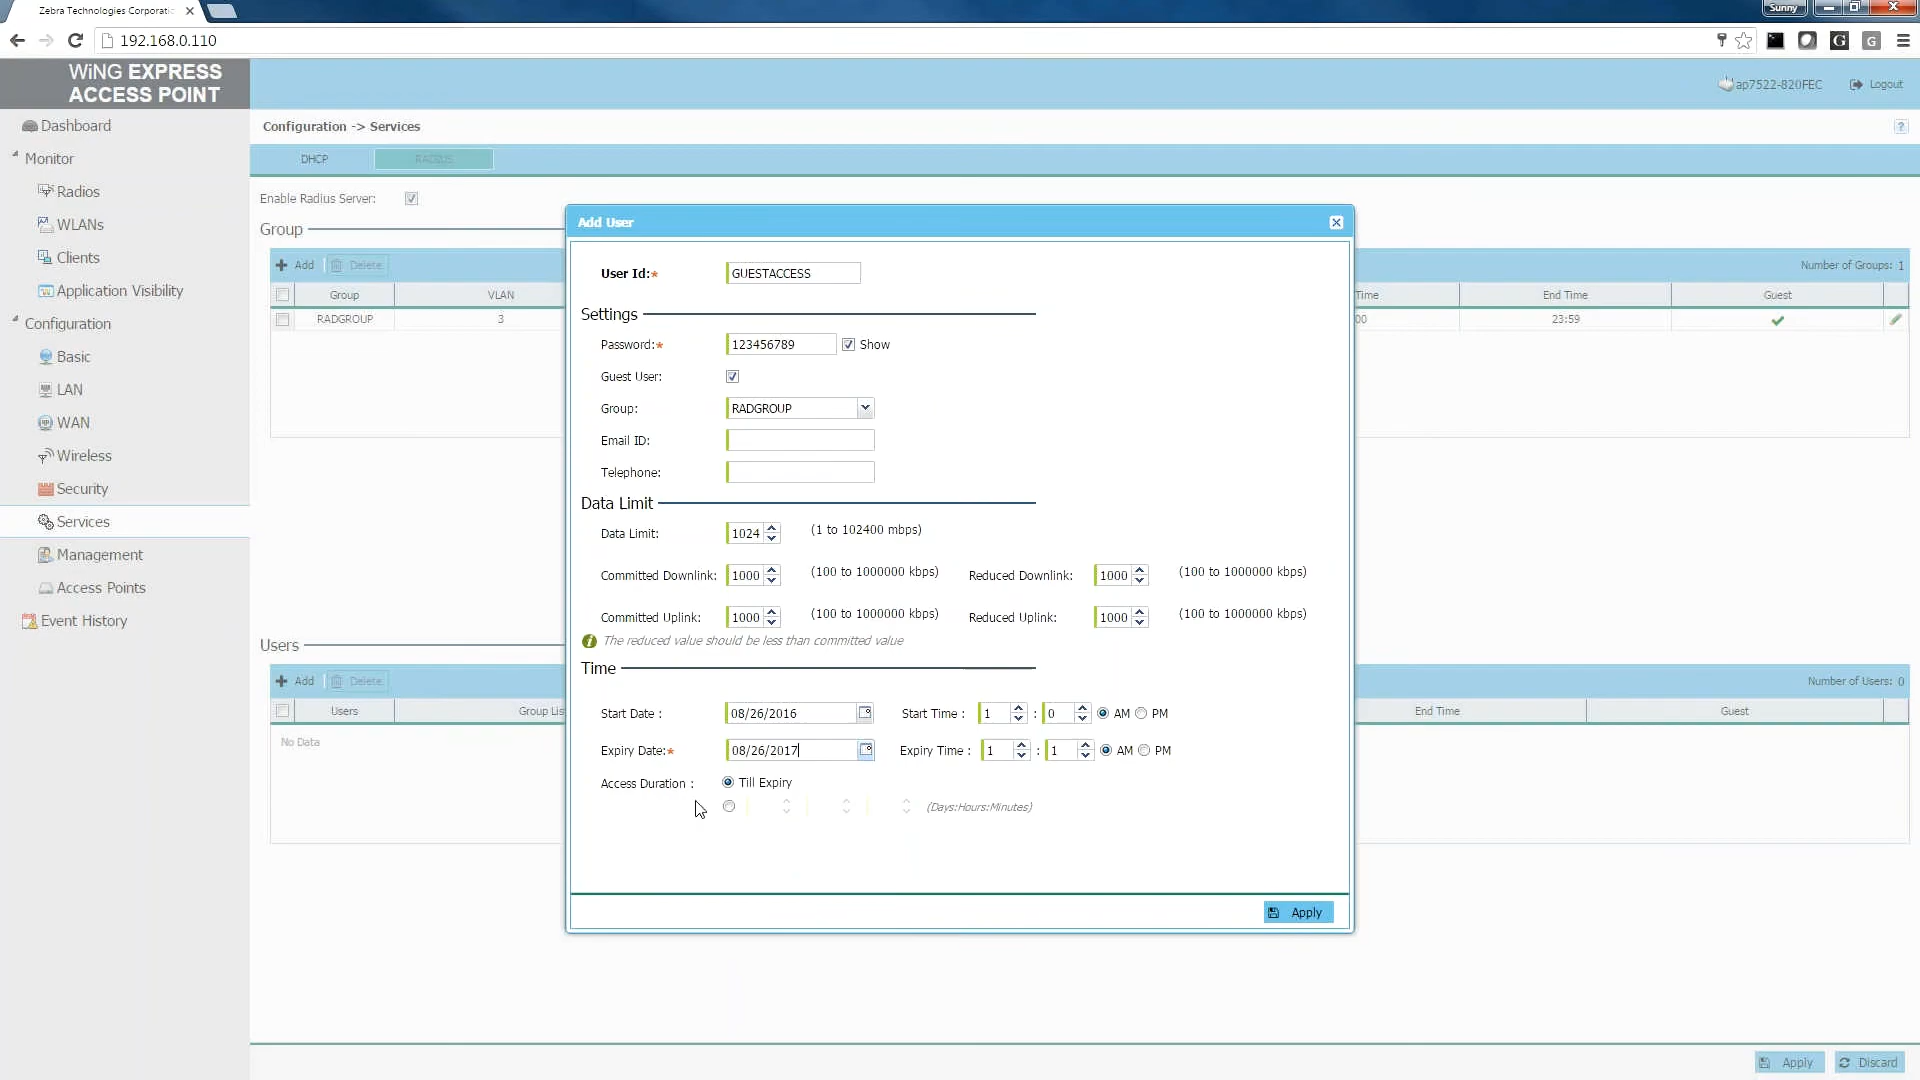 Zebra Technologies Corporati
Sunny
192.168.0.110
WiNG EXPRESS
ACCESS POINT
ap7522-820FEC
Logout
Dashboard
Monitor
Radios
WLANs
Clients
Application Visibility
Configuration
Basic
LAN
WAN
Wireless
Security
Services
Management
Access Points
Event History
Configuration -> Services
DHCP
RADIUS
Enable Radius Server:
Group
Add
Delete
Number of Groups: 1
Group
VLAN
Time
End Time
Guest
RADGROUP
3
00
23:59
Add User
User Id:*
GUESTACCESS
Settings
Password:*
123456789
Show
Guest User:
Group:
RADGROUP
Email ID:
Telephone:
Data Limit
Data Limit:
1024
(1 to 102400 mbps)
Committed Downlink:
1000
(100 to 1000000 kbps)
Reduced Downlink:
1000
(100 to 1000000 kbps)
Committed Uplink:
1000
(100 to 1000000 kbps)
Reduced Uplink:
1000
(100 to 1000000 kbps)
The reduced value should be less than committed value
Time
Start Date :
08/26/2016
Start Time :
1 : 0
AM
PM
Expiry Date:*
08/26/2017
Expiry Time :
1 : 1
AM
PM
Access Duration :
Till Expiry
(Days:Hours:Minutes)
Apply
Users
Add
Delete
Number of Users: 0
Users
Group Lis
End Time
Guest
No Data
Apply
Discard